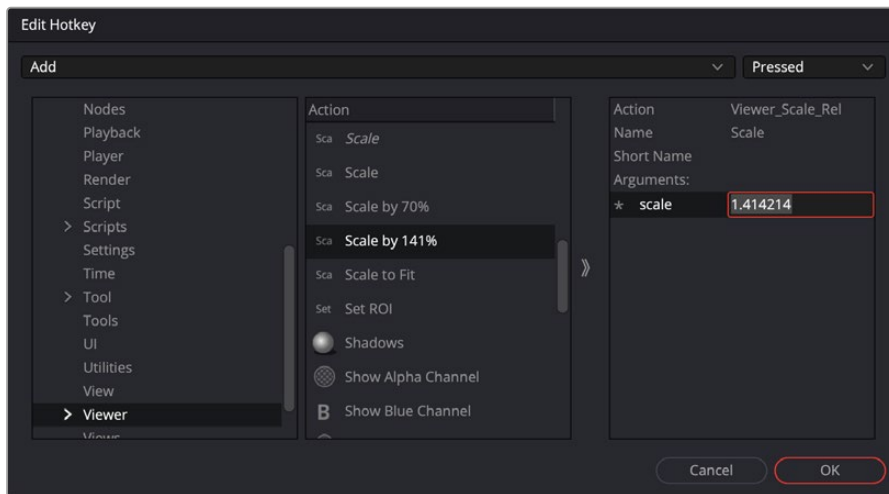 Edit Hotkey
Add
Pressed
Nodes
Playback
Player
Render
Script
Scripts
Settings
Time
Tool
Tools
UI
Utilities
View
Viewer
Views
Action
Sca Scale
Sca Scale
Sca Scale by 70%
Sca Scale by 141%
Sca Scale to Fit
Set Set ROI
Shadows
Show Alpha Channel
B Show Blue Channel
Action Viewer_Scale_Rel
Name Scale
Short Name
Arguments:
* scale 1.414214
Cancel
OK